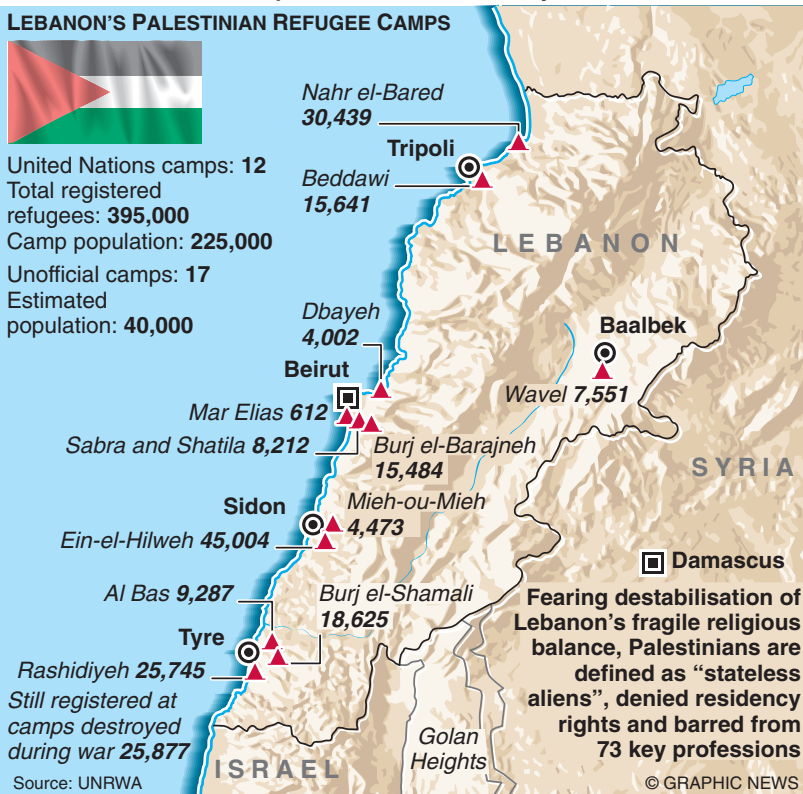 LEBANON'S PALESTINIAN REFUGEE CAMPS
United Nations camps: 12
Total registered
refugees: 395,000
Camp population: 225,000
Unofficial camps: 17
Estimated
population: 40,000
Nahr el-Bared
30,439
Tripoli
Beddawi
15,641
LEBANON
Dbayeh
4,002
Baalbek
Beirut
Wavel 7,551
Mar Elias 612
Sabra and Shatila 8,212
Burj el-Barajneh
15,484
SYRIA
Sidon
Mieh-ou-Mieh
4,473
Ein-el-Hilweh 45,004
Damascus
Al Bas 9,287
Burj el-Shamali
18,625
Tyre
Rashidiyeh 25,745
Still registered at
camps destroyed
during war 25,877
Fearing destabilisation of
Lebanon's fragile religious
balance, Palestinians are
defined as “stateless
aliens”, denied residency
rights and barred from
73 key professions
Golan
Heights
ISRAEL
Source: UNRWA
© GRAPHIC NEWS